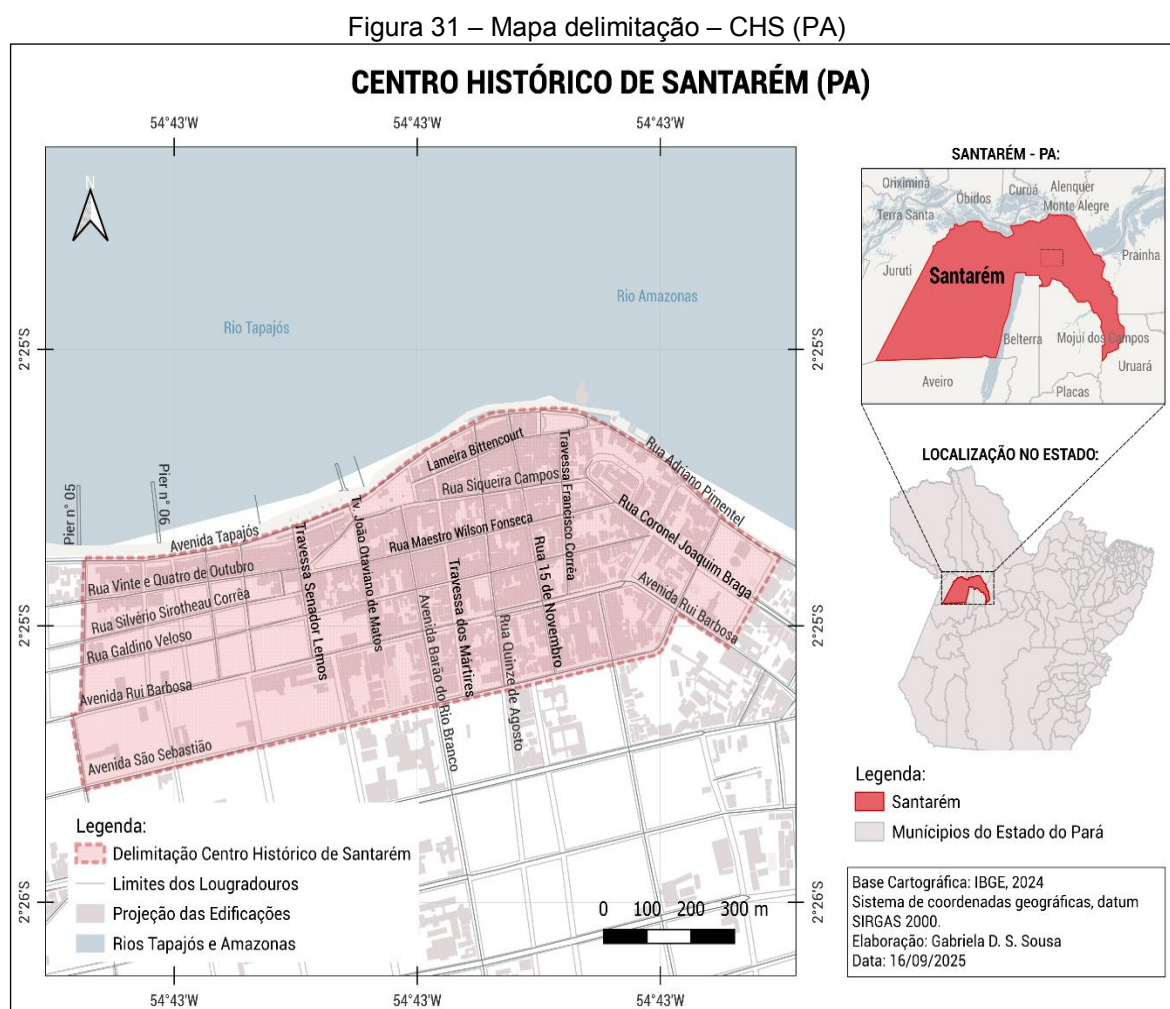 Figura 31 – Mapa delimitação – CHS (PA)
CENTRO HISTÓRICO DE SANTARÉM (PA)
54°43'W
54°43'W
54°43'W
N
2°25'S
2°25'S
2°26'S
2°25'S
2°25'S
2°26'S
Rio Tapajós
Rio Amazonas
Pier n° 05
Pier n° 06
Avenida Tapajós
Lameira Bittencourt
Rua Siqueira Campos
Rua Maestro Wilson Fonseca
Travessa Francisco Corrêa
Rua Adriano Pimentel
Rua Coronel Joaquim Braga
Avenida Rui Barbosa
Tv. João Otaviano de Matos
Travessa Senador Lemos
Rua Vinte e Quatro de Outubro
Rua Silvério Sirotheau Corrêa
Rua Galdino Veloso
Avenida Rui Barbosa
Avenida São Sebastião
Avenida Barão do Rio Branco
Travessa dos Mártires
Rua Quinze de Agosto
Rua 15 de Novembro
Legenda:
Delimitação Centro Histórico de Santarém
Limites dos Lougradouros
Projeção das Edificações
Rios Tapajós e Amazonas
0 100 200 300 m
54°43'W
54°43'W
54°43'W
SANTARÉM - PA:
Oriximiná
Óbidos
Curuá
Alenquer
Terra Santa
Monte Alegre
Juruti
Santarém
Prainha
Belterra
Mojuí dos Campos
Uruará
Aveiro
Placas
LOCALIZAÇÃO NO ESTADO:
Legenda:
Santarém
Munícipios do Estado do Pará
Base Cartográfica: IBGE, 2024
Sistema de coordenadas geográficas, datum
SIRGAS 2000.
Elaboração: Gabriela D. S. Sousa
Data: 16/09/2025